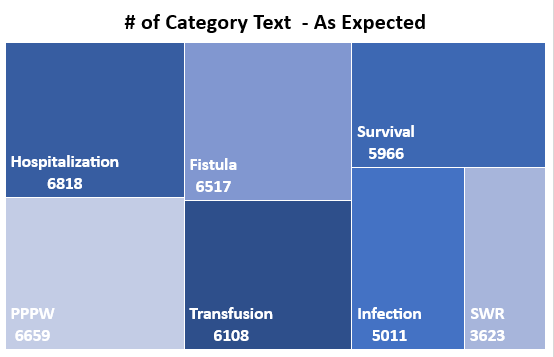 # of Category Text - As Expected
Hospitalization
6818
Fistula
6517
Survival
5966
PPPW
6659
Transfusion
6108
Infection
5011
SWR
3623